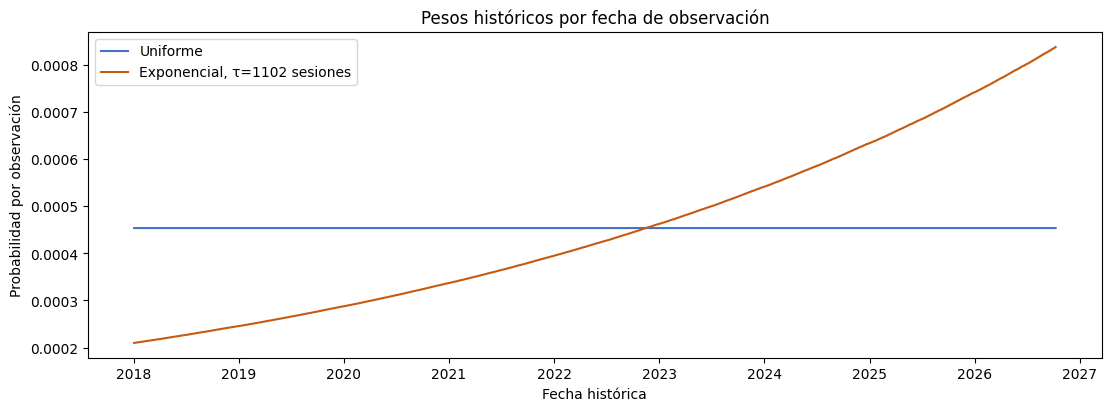 Pesos históricos por fecha de observación
Uniforme
Exponencial, τ=1102 sesiones
Probabilidad por observación
0.0008
0.0007
0.0006
0.0005
0.0004
0.0003
0.0002
2018 2019 2020 2021 2022 2023 2024 2025 2026 2027
Fecha histórica